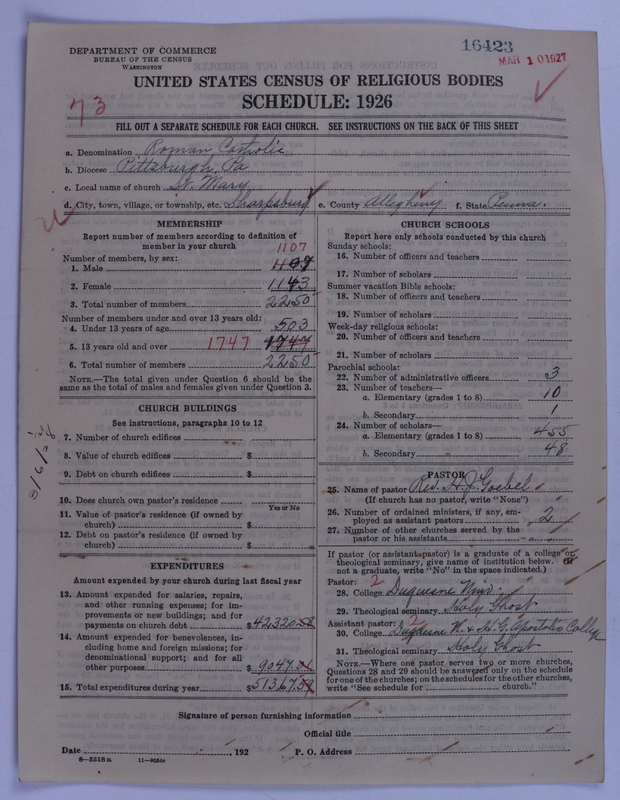 DEPARTMENT OF COMMERCE
BUREAU OF THE CENSUS
WASHINGTON
16423
MAR 1 01927
UNITED STATES CENSUS OF RELIGIOUS BODIES
SCHEDULE: 1926
73
FILL OUT A SEPARATE SCHEDULE FOR EACH CHURCH. SEE INSTRUCTIONS ON THE BACK OF THIS SHEET
a. Denomination Roman Catholic
b. Diocese Pittsburgh, Pa
c. Local name of church St. Mary
d. City, town, village, or township, etc. Sharpsburg e. County Allegheny f. State Penna.
MEMBERSHIP
Report number of members according to definition of
member in your church
1107
Number of members, by sex:
1. Male 1107
2. Female 1143
3. Total number of members 2250
Number of members under and over 13 years old:
4. Under 13 years of age 503
5. 13 years old and over 1747 1747
6. Total number of members 2250
NOTE.—The total given under Question 6 should be the
same as the total of males and females given under Question 3.
CHURCH BUILDINGS
See instructions, paragraphs 10 to 12
7. Number of church edifices
8. Value of church edifices $
9. Debt on church edifices $
10. Does church own pastor's residence
Yes or No
11. Value of pastor's residence (if owned by
church) $
12. Debt on pastor's residence (if owned by
church) $
EXPENDITURES
Amount expended by your church during last fiscal year
13. Amount expended for salaries, repairs,
and other running expenses; for im-
provements or new buildings; and for
payments on church debt $42320.58
14. Amount expended for benevolences, in-
cluding home and foreign missions; for
denominational support; and for all
other purposes $9047.01
15. Total expenditures during year $51367.59
CHURCH SCHOOLS
Report here only schools conducted by this church
Sunday schools:
16. Number of officers and teachers
17. Number of scholars
Summer vacation Bible schools:
18. Number of officers and teachers
19. Number of scholars
Week-day religious schools:
20. Number of officers and teachers
21. Number of scholars
Parochial schools:
22. Number of administrative officers 3
23. Number of teachers—
a. Elementary (grades 1 to 8) 10
b. Secondary 1
24. Number of scholars—
a. Elementary (grades 1 to 8) 455
b. Secondary 48
PASTOR
25. Name of pastor Rev. H. J. Goebel
(If church has no pastor, write "None")
26. Number of ordained ministers, if any, em-
ployed as assistant pastors 2
27. Number of other churches served by the
pastor or his assistants
If pastor (or assistant pastor) is a graduate of a college or
theological seminary, give name of institution below. (If
not a graduate, write "No" in the space indicated.)
Pastor: 2
28. College Duquesne Univ.
29. Theological seminary Holy Ghost
Assistant pastor: 2
30. College Duquesne U. & H. G. Apostolic College
31. Theological seminary Holy Ghost
NOTE.—Where one pastor serves two or more churches,
Questions 28 and 29 should be answered only on the schedule
for one of the churches; on the schedules for the other churches,
write "See schedule for church."
Signature of person furnishing information
Official title
Date , 192 P. O. Address
8—5318a 11—9054a